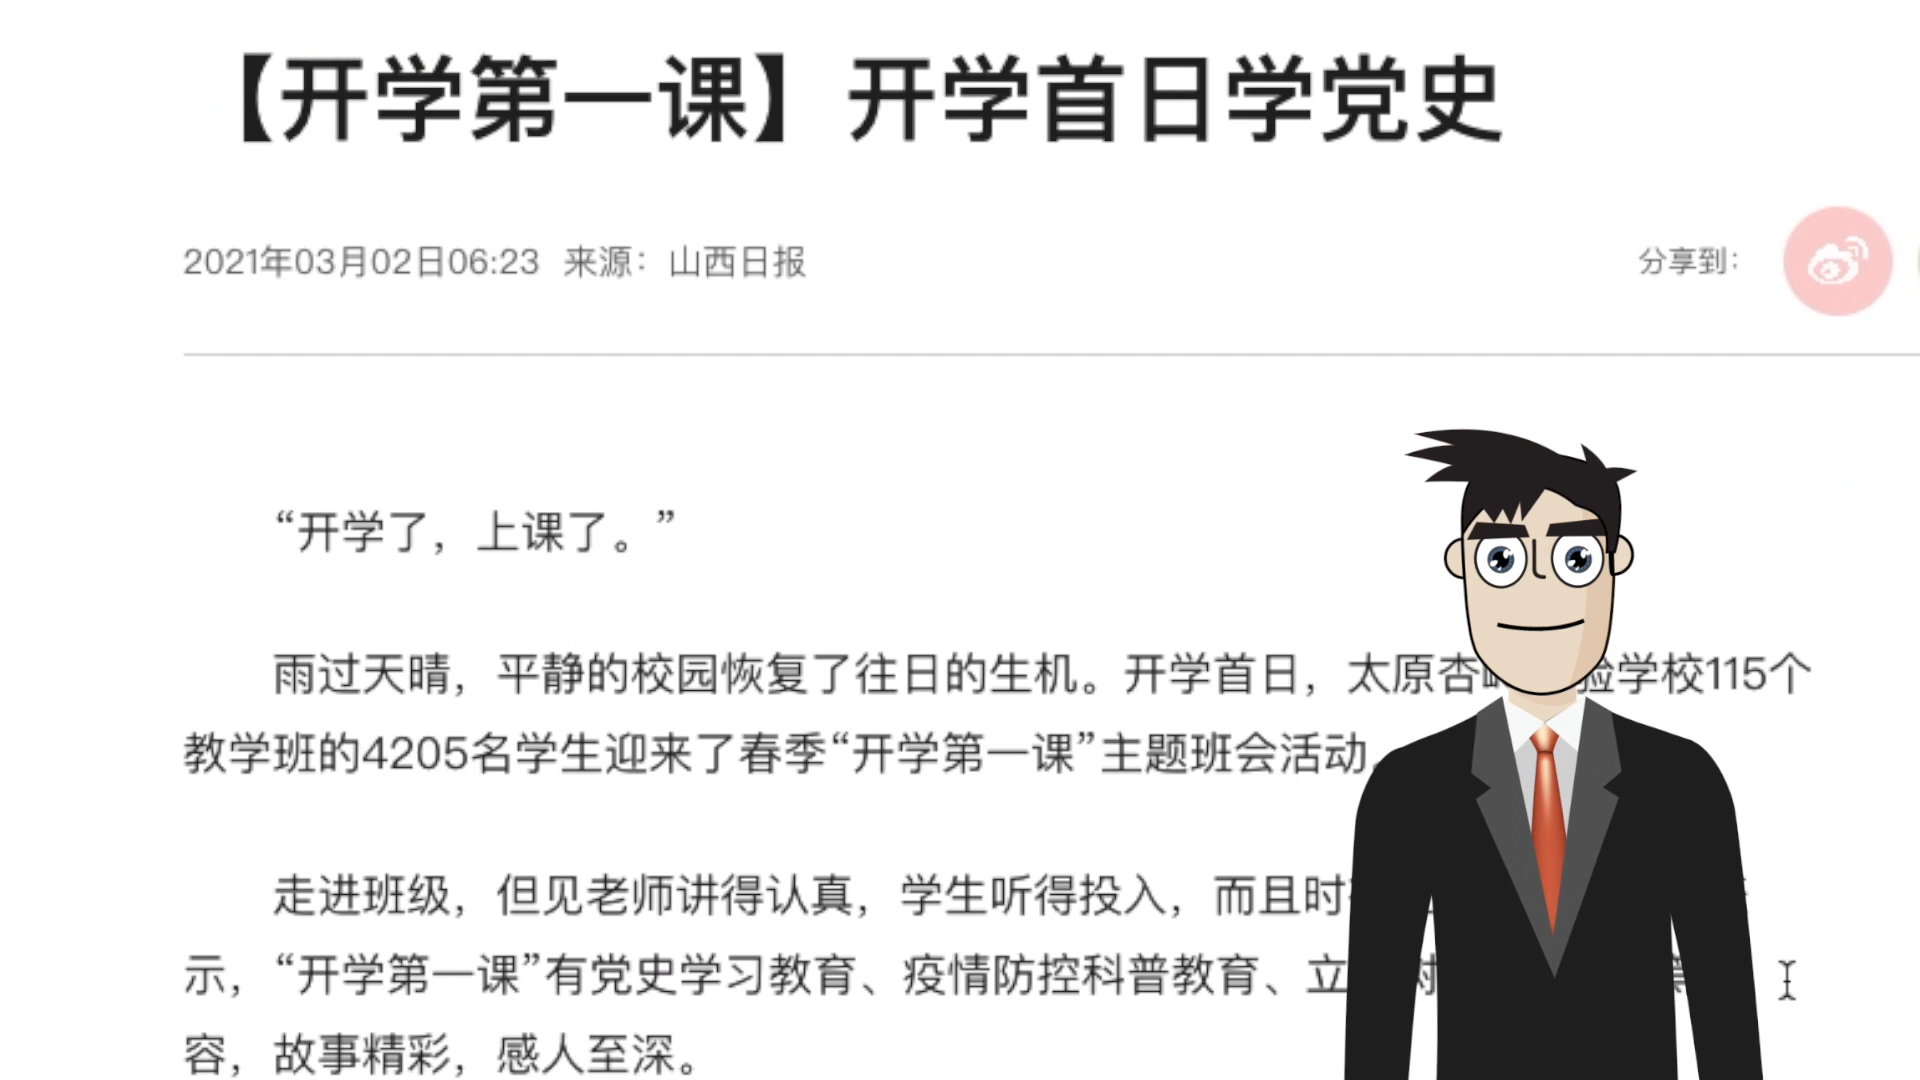 【开学第一课】开学首日学党史
2021年03月02日06:23 来源：山西日报
分享到：
“开学了，上课了。”
雨过天晴，平静的校园恢复了往日的生机。开学首日，太原杏 验学校115个
教学班的4205名学生迎来了春季“开学第一课”主题班会活动
走进班级，但见老师讲得认真，学生听得投入，而且时
示，“开学第一课”有党史学习教育、疫情防控科普教育、立
容，故事精彩，感人至深。